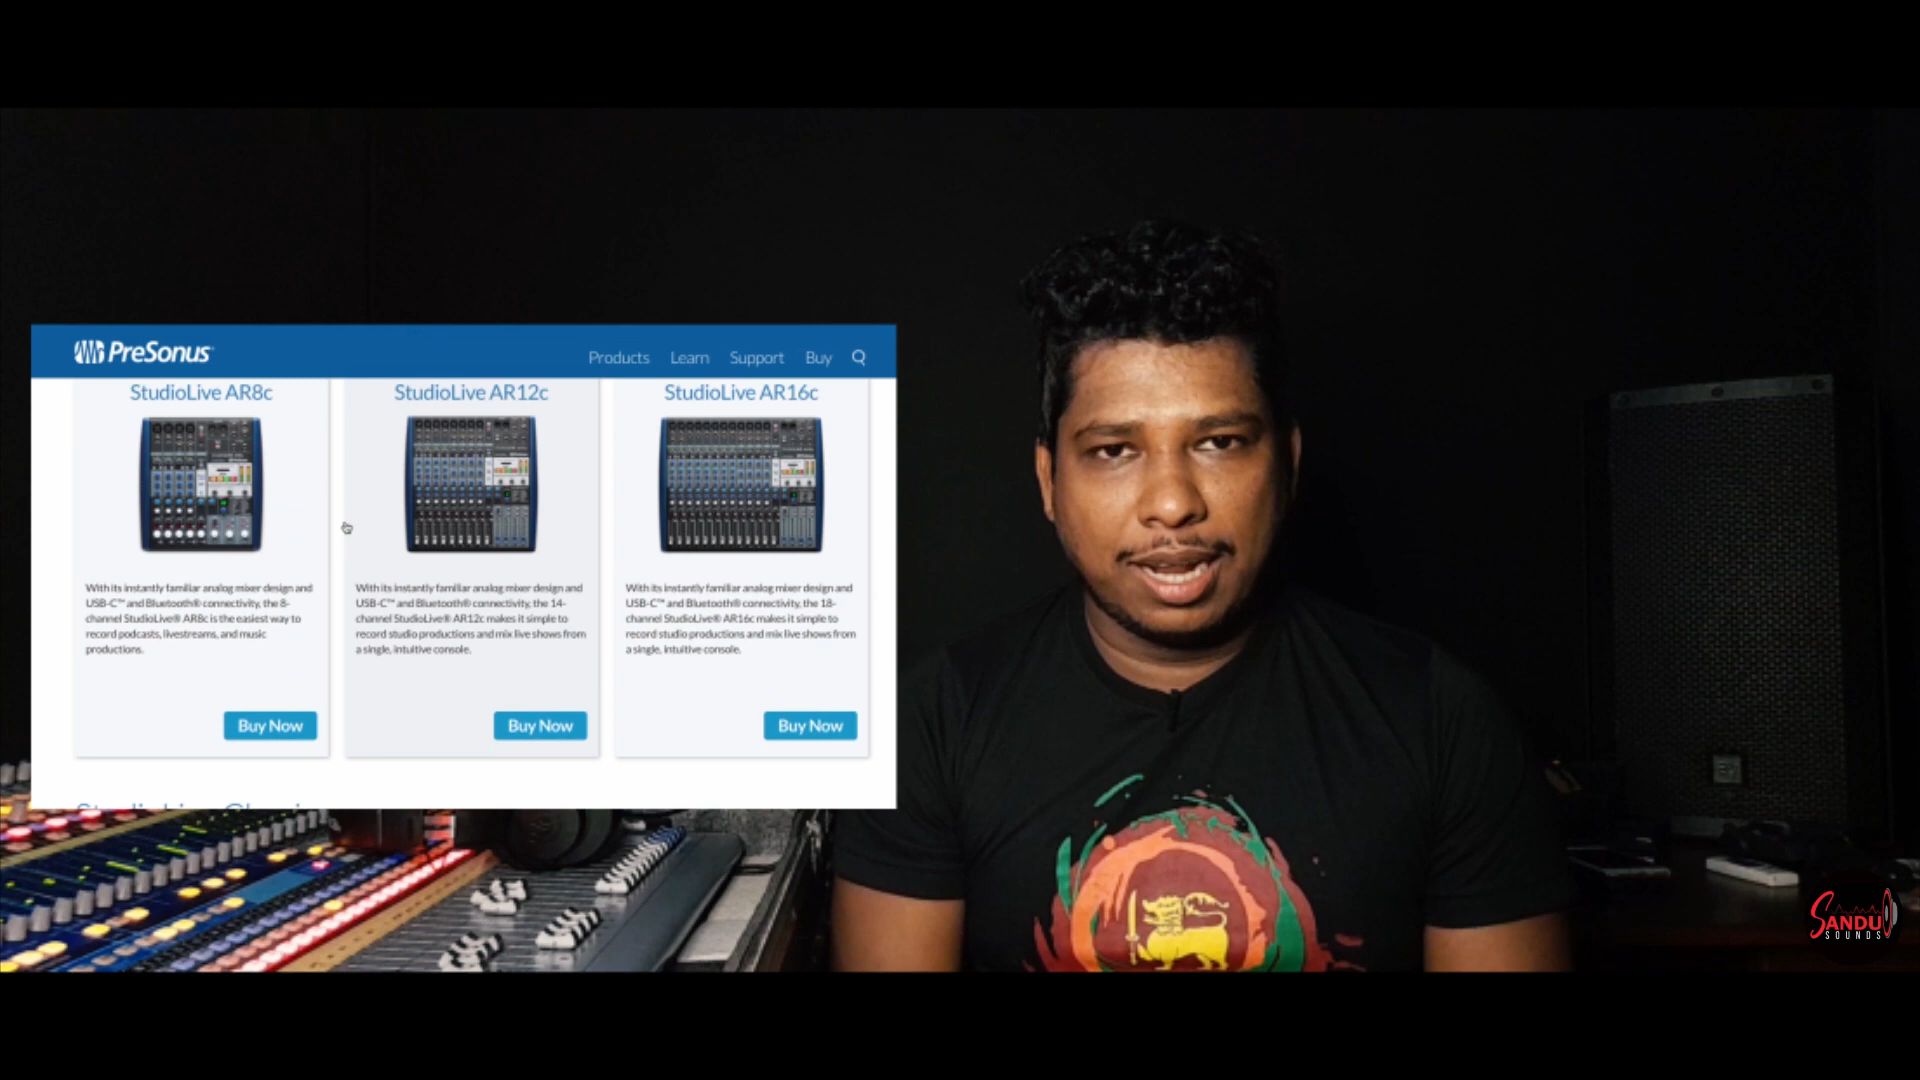 PreSonus
Products Learn Support Buy
StudioLive AR8c
With its instantly familiar analog mixer design and
USB-C™ and Bluetooth® connectivity, the 8-
channel StudioLive® AR8c is the easiest way to
record podcasts, livestreams, and music
productions.
Buy Now
StudioLive AR12c
With its instantly familiar analog mixer design and
USB-C™ and Bluetooth® connectivity, the 14-
channel StudioLive® AR12c makes it simple to
record studio productions and mix live shows from
a single, intuitive console.
Buy Now
StudioLive AR16c
With its instantly familiar analog mixer design and
USB-C™ and Bluetooth® connectivity, the 18-
channel StudioLive® AR16c makes it simple to
record studio productions and mix live shows from
a single, intuitive console.
Buy Now
SANDU
SOUNDS